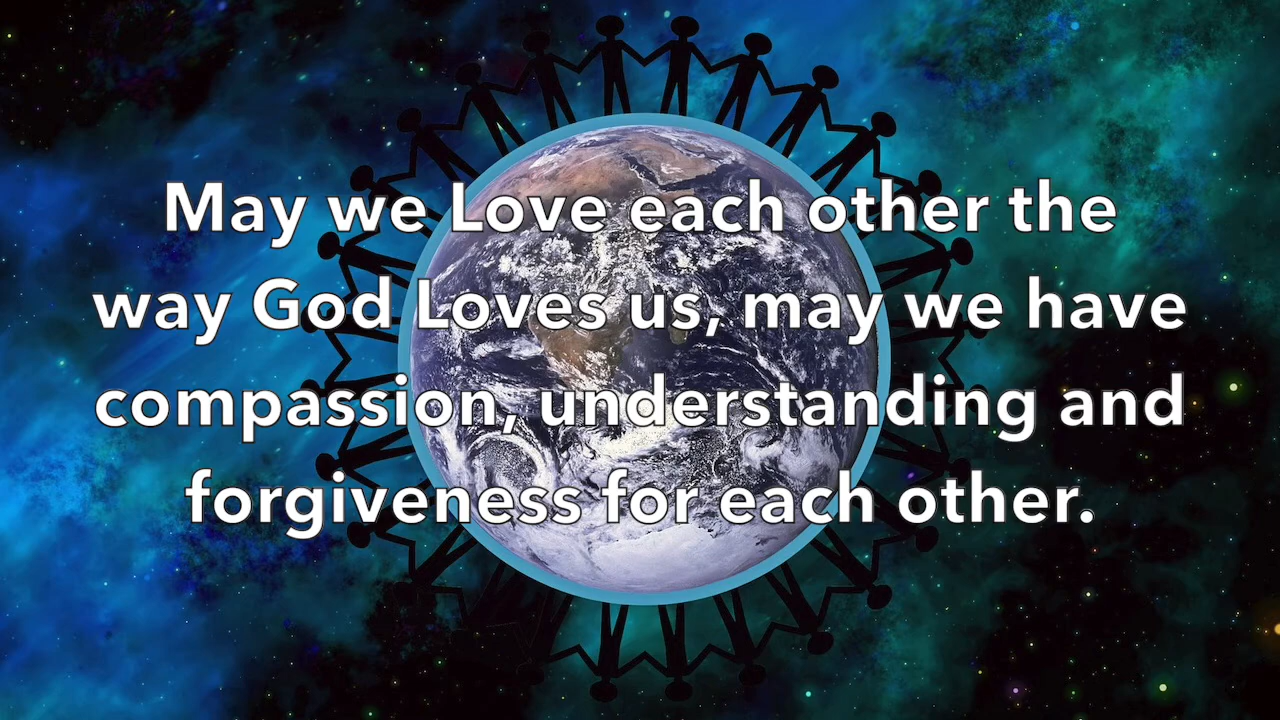 May we Love each other the
way God Loves us, may we have
compassion, understanding and
forgiveness for each other.